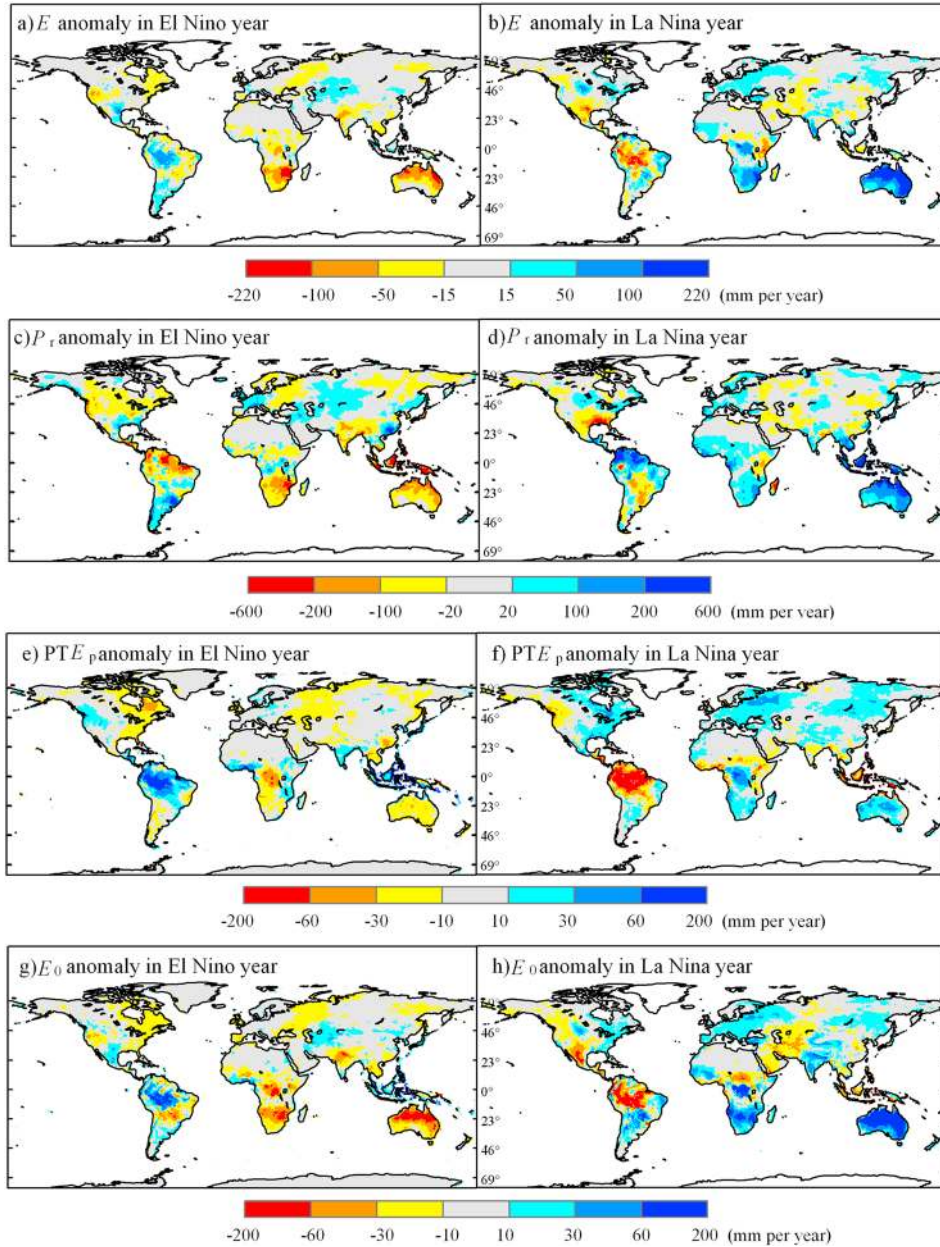 a) E anomaly in El Nino year
b) E anomaly in La Nina year
46°
23°
0°
23°
46°
69°
-220 -100 -50 -15 15 50 100 220 (mm per year)
c) P r anomaly in El Nino year
d) P r anomaly in La Nina year
46°
23°
0°
23°
46°
69°
-600 -200 -100 -20 20 100 200 600 (mm per year)
e) PT E p anomaly in El Nino year
f) PT E p anomaly in La Nina year
46°
23°
0°
23°
46°
69°
-200 -60 -30 -10 10 30 60 200 (mm per year)
g) E 0 anomaly in El Nino year
h) E 0 anomaly in La Nina year
46°
23°
0°
23°
46°
69°
-200 -60 -30 -10 10 30 60 200 (mm per year)